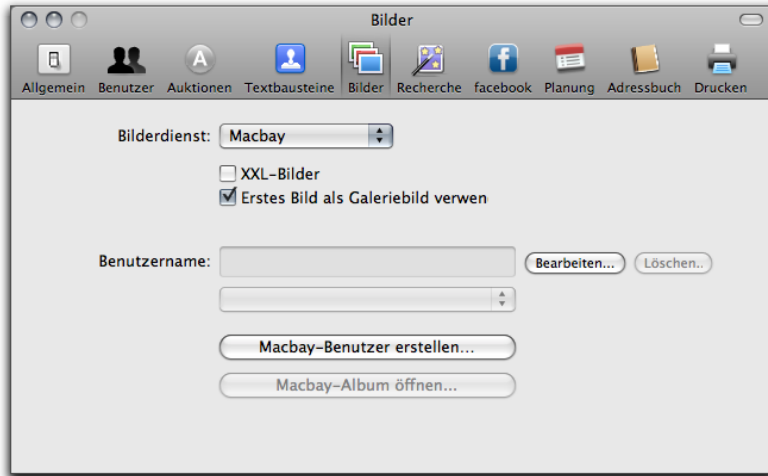 Bilder
Allgemein Benutzer Auktionen Textbausteine Bilder Recherche facebook Planung Adressbuch Drucken
Bilderdienst: Macbay
XXL-Bilder
Erstes Bild als Galeriebild verwen
Benutzername: Bearbeiten... Löschen..
Macbay-Benutzer erstellen...
Macbay-Album öffnen...